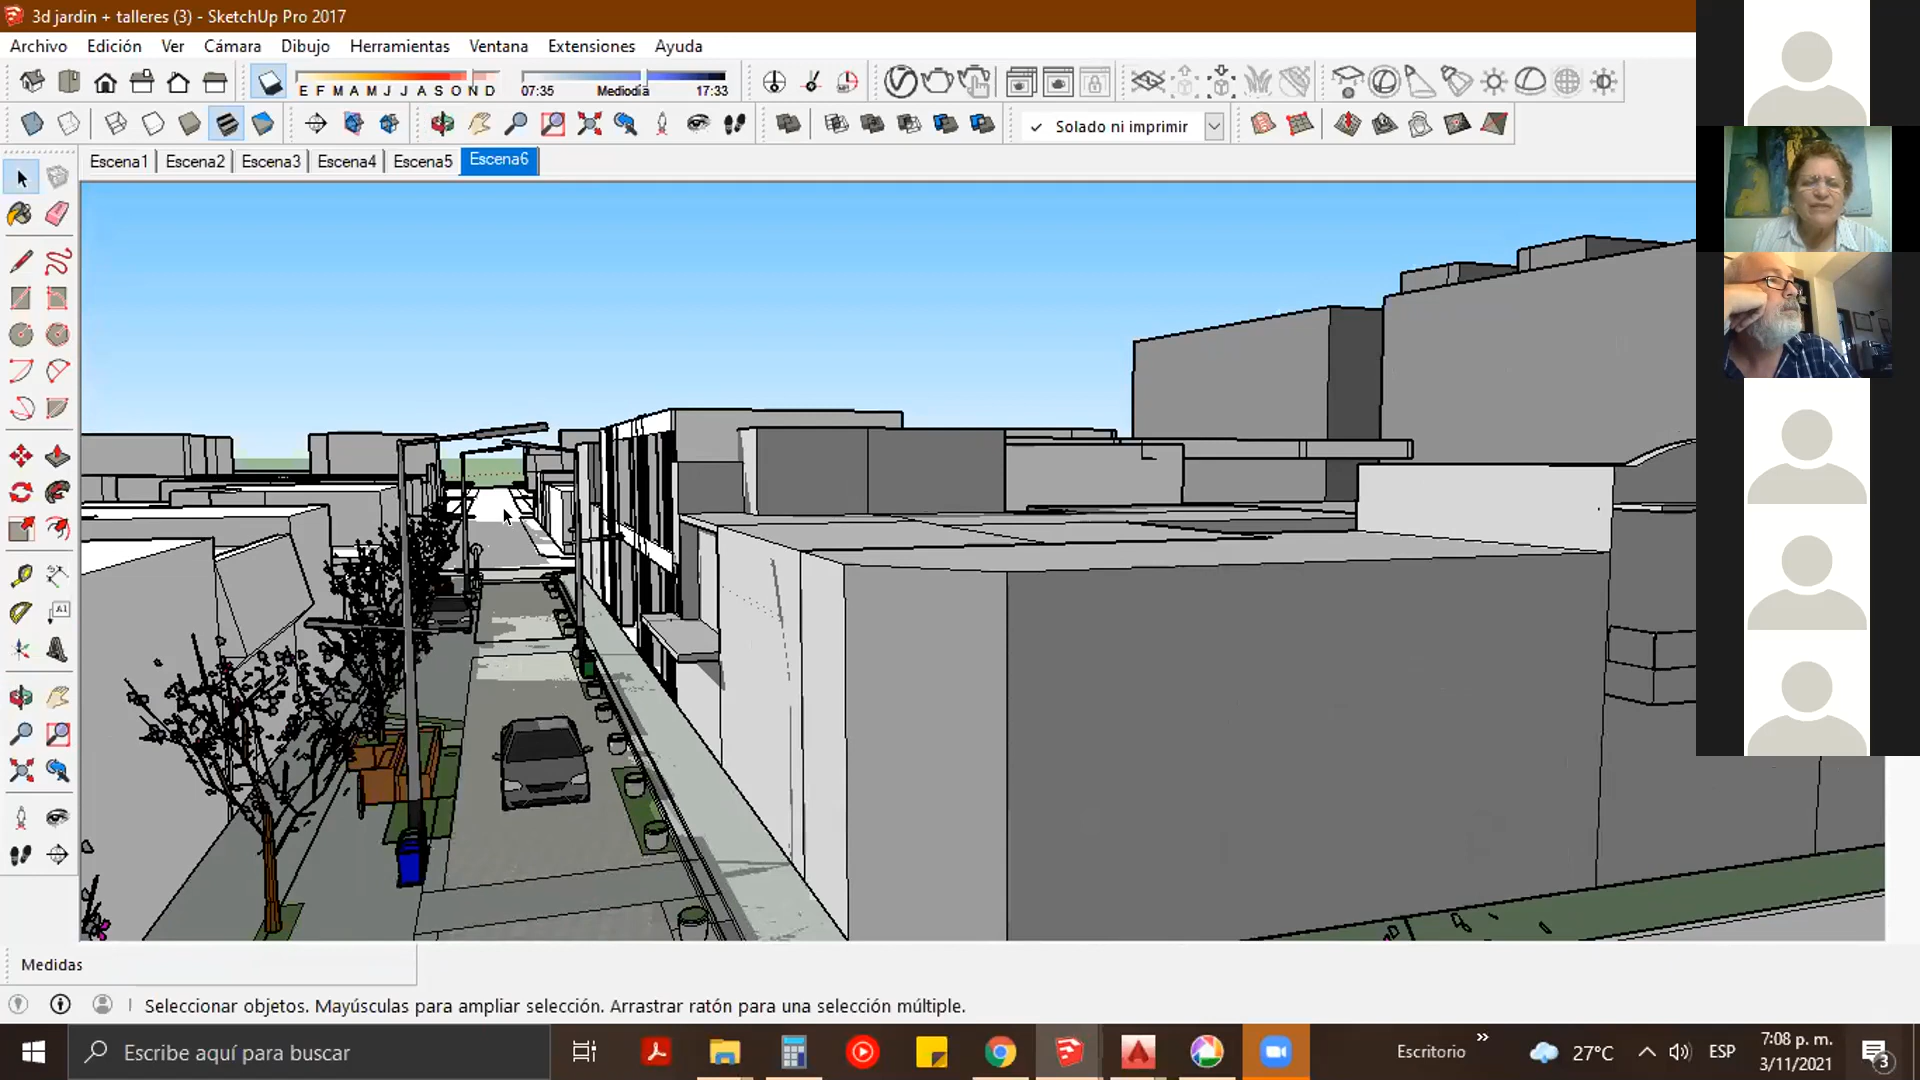 3d jardin + talleres (3) - SketchUp Pro 2017
Archivo Edición Ver Cámara Dibujo Herramientas Ventana Extensiones Ayuda
E F M A M J J A S O N D 07:35 Mediodía 17:33
Solado ni imprimir
Escena1 Escena2 Escena3 Escena4 Escena5 Escena6
Medidas
Seleccionar objetos. Mayúsculas para ampliar selección. Arrastrar ratón para una selección múltiple.
Escribe aquí para buscar
Escritorio
27°C
ESP
7:08 p. m.
3/11/2021
3